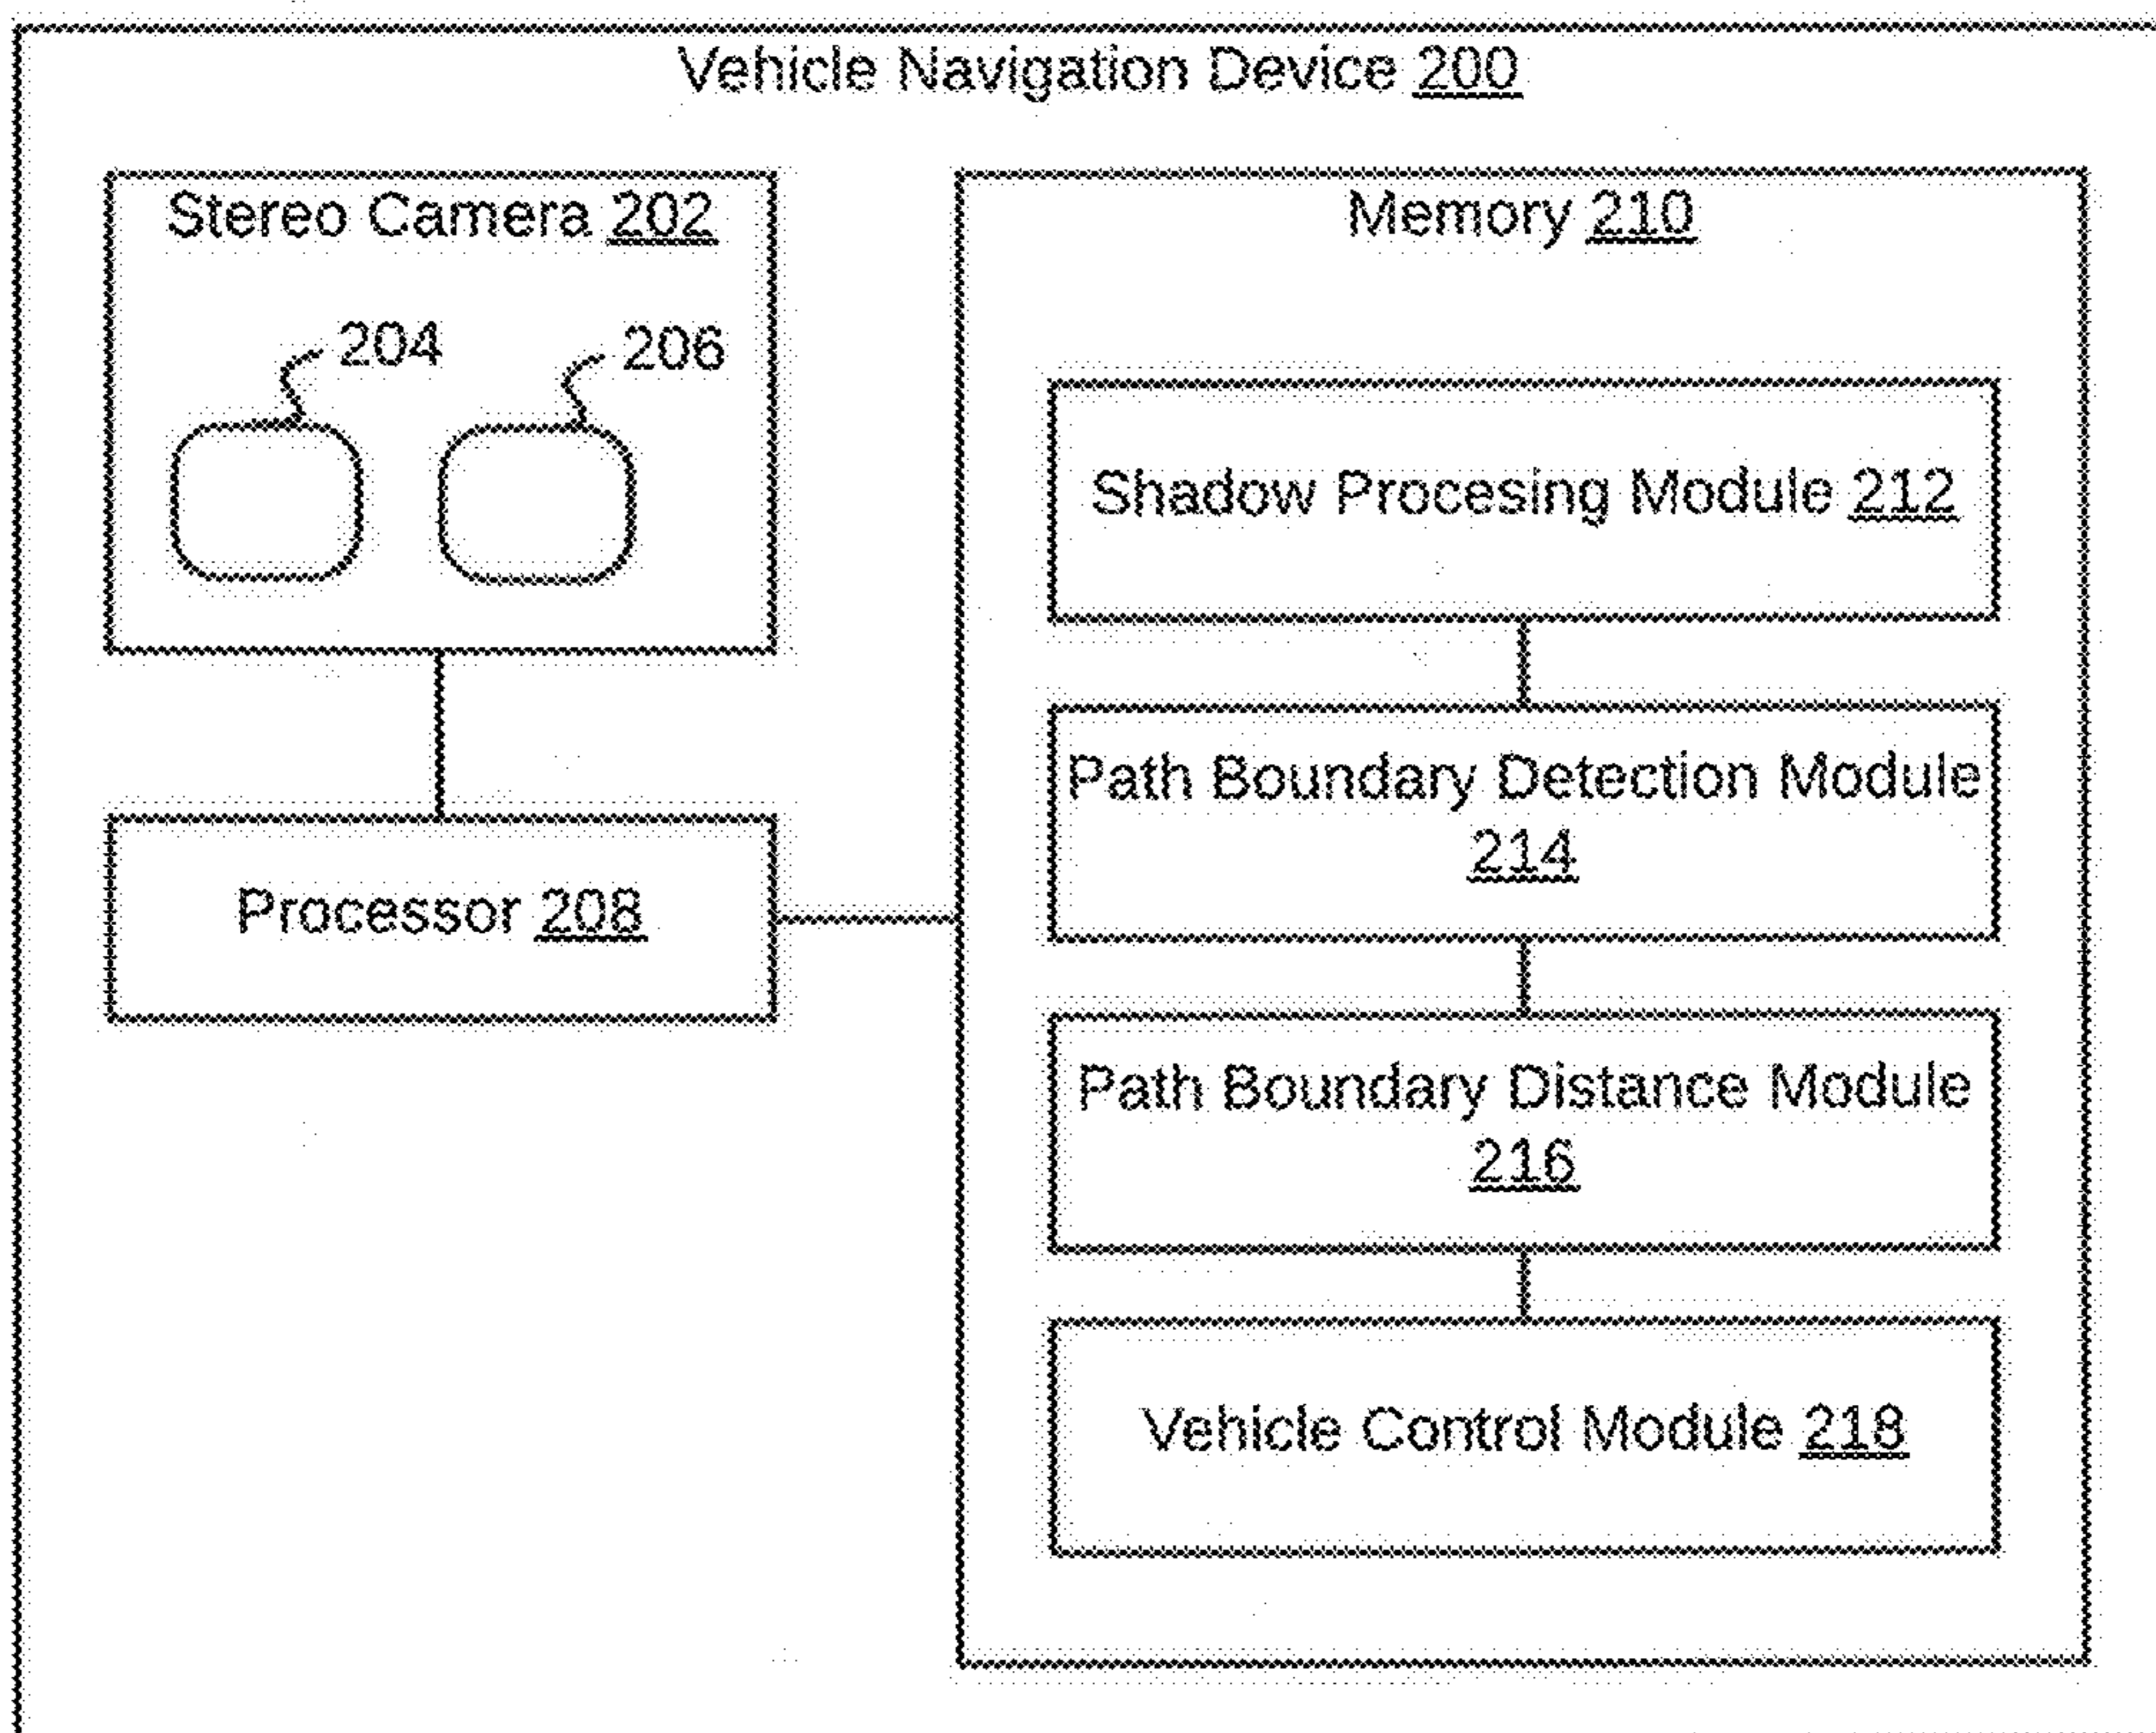 Vehicle Navigation Device 200
Stereo Camera 202
204
206
Processor 208
Memory 210
Shadow Procesing Module 212
Path Boundary Detection Module
214
Path Boundary Distance Module
216
Vehicle Control Module 218